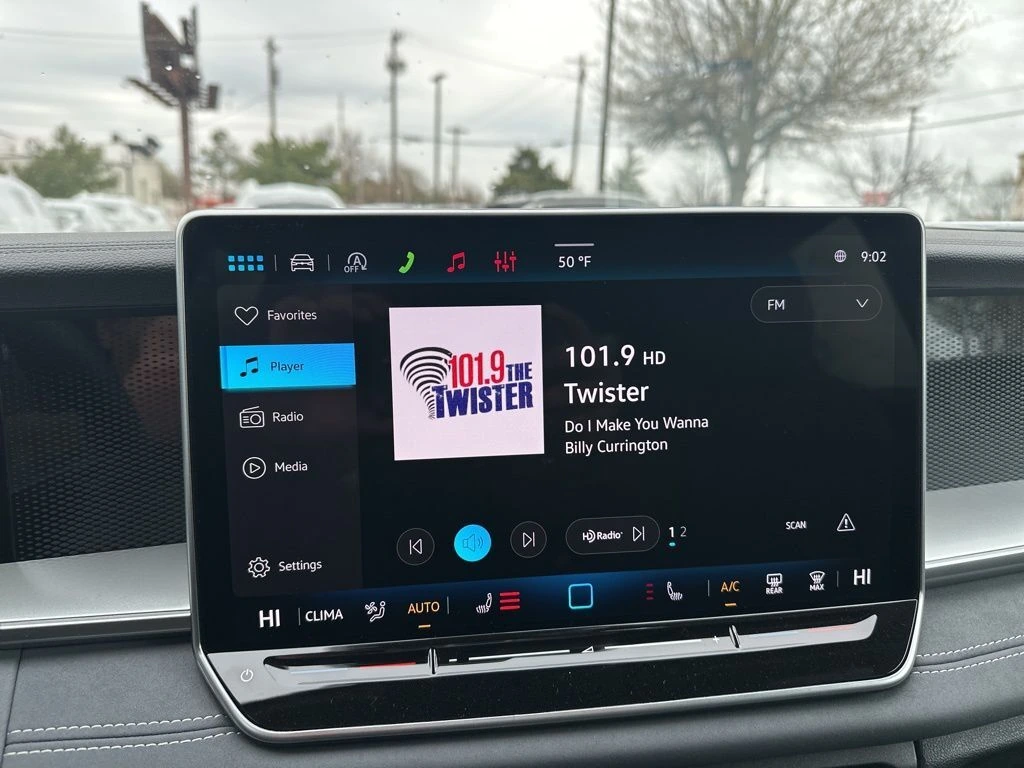 OFF
50 °F
9:02
Favorites
Player
Radio
Media
Settings
FM
101.9 THE
TWISTER
101.9 HD
Twister
Do I Make You Wanna
Billy Currington
HD Radio
1 2
SCAN
HI
CLIMA
AUTO
A/C
REAR
MAX
HI